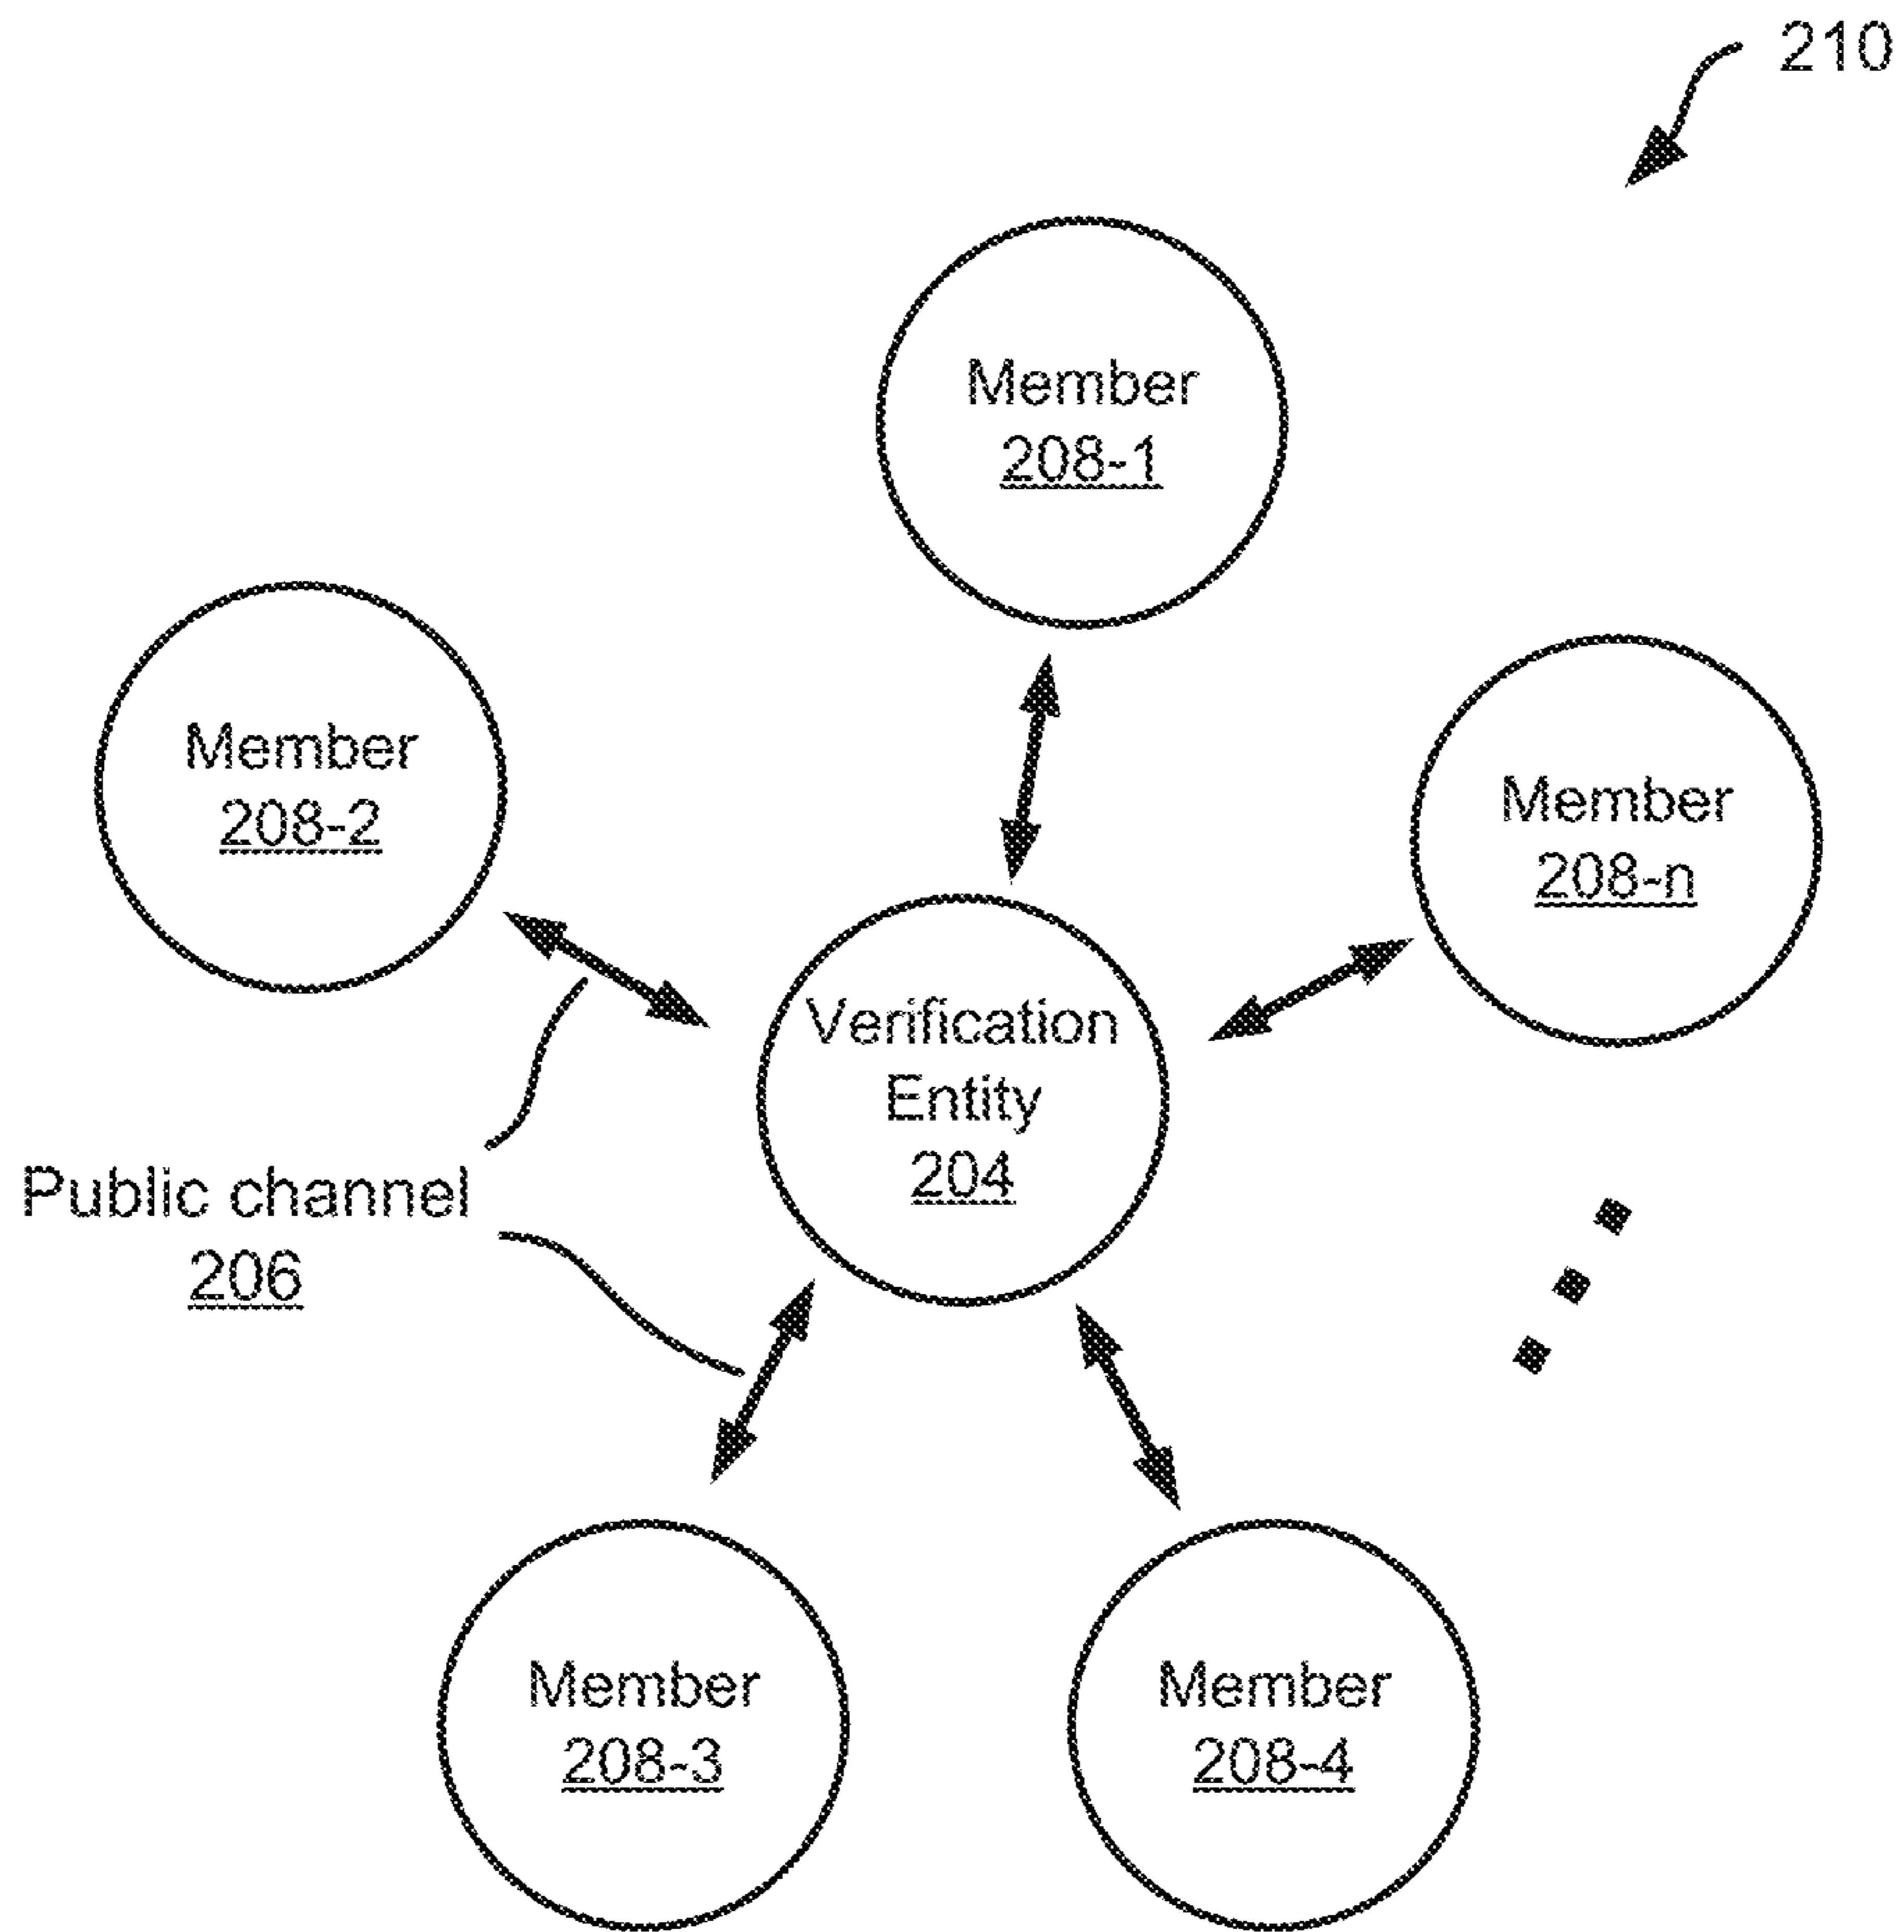 210
Member
208-1
Member
208-2
Member
208-n
Verification
Entity
204
Public channel
206
Member
208-3
Member
208-4